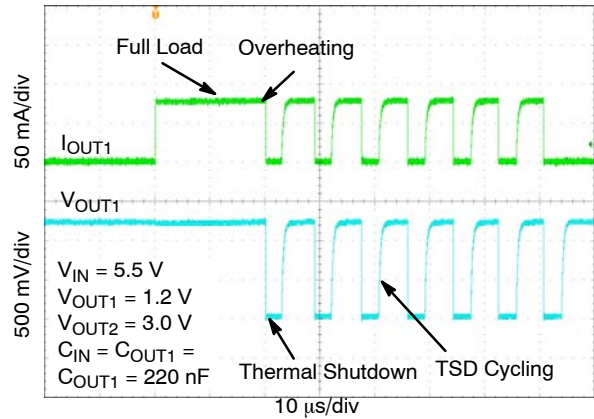 Full Load
Overheating
50 mA/div
IOUT1
VOUT1
500 mV/div
VIN = 5.5 V
VOUT1 = 1.2 V
VOUT2 = 3.0 V
CIN = COUT1 =
COUT1 = 220 nF
Thermal Shutdown
TSD Cycling
10 μs/div